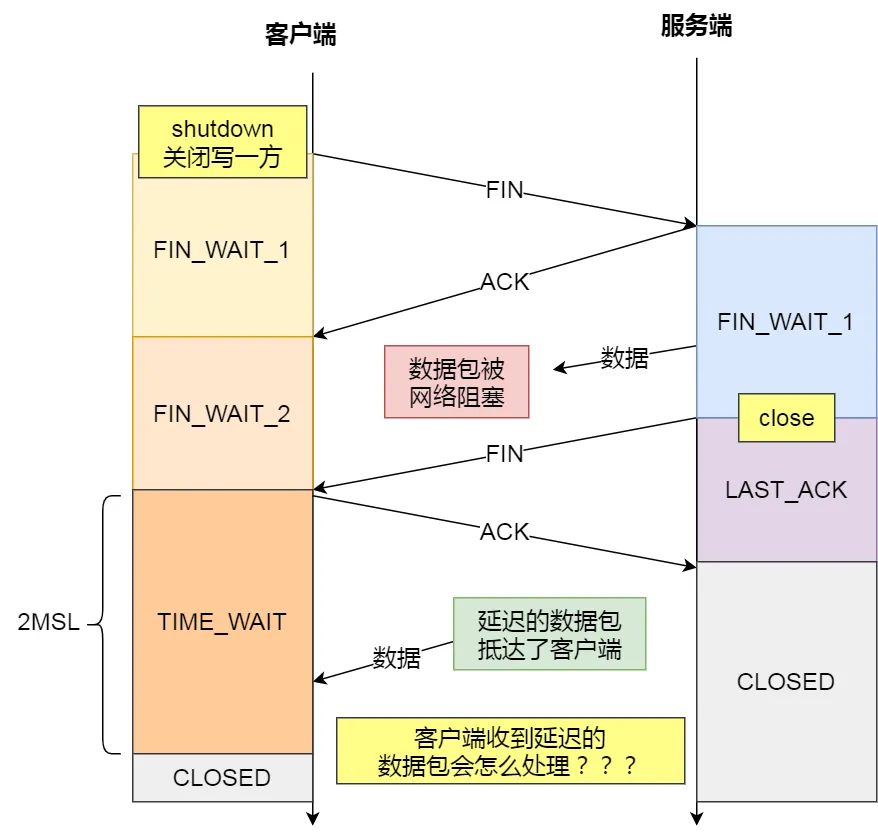 客户端
服务端
shutdown
关闭写一方
FIN
FIN_WAIT_1
ACK
FIN_WAIT_1
数据
数据包被
网络阻塞
FIN_WAIT_2
close
FIN
LAST_ACK
ACK
2MSL
TIME_WAIT
延迟的数据包
抵达了客户端
数据
CLOSED
客户端收到延迟的
数据包会怎么处理？？？
CLOSED